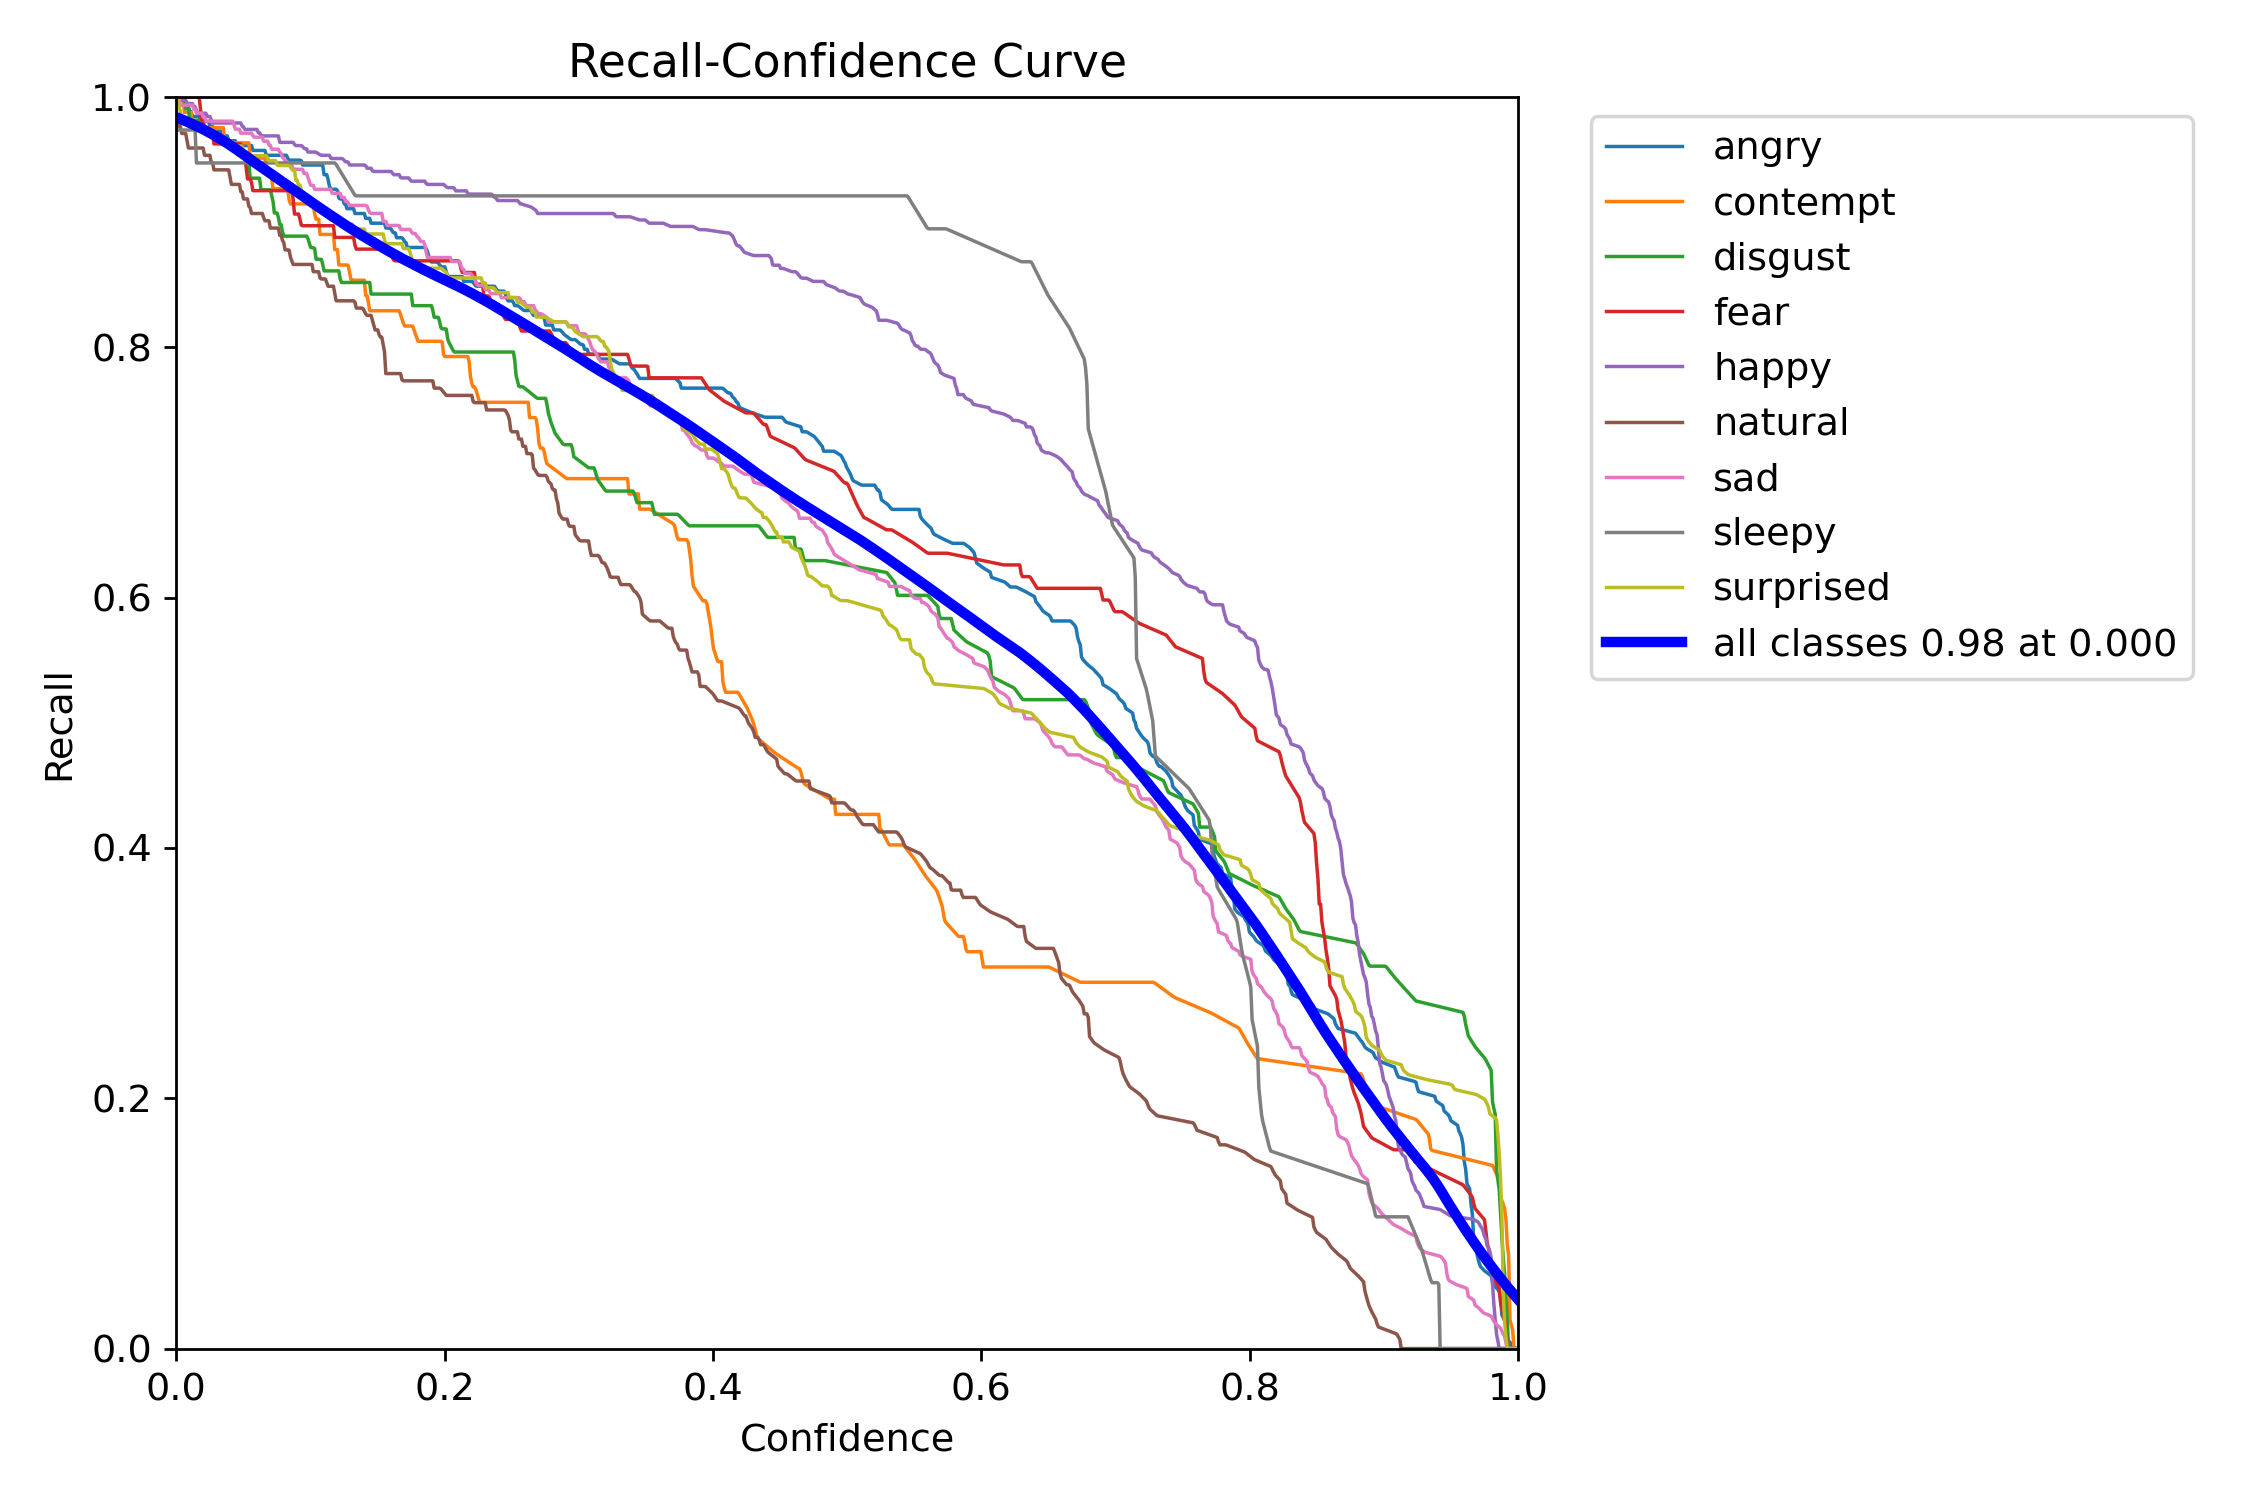 Recall-Confidence Curve
1.0
0.8
0.6
0.4
0.2
0.0
Recall
0.0 0.2 0.4 0.6 0.8 1.0
Confidence
angry
contempt
disgust
fear
happy
natural
sad
sleepy
surprised
all classes 0.98 at 0.000